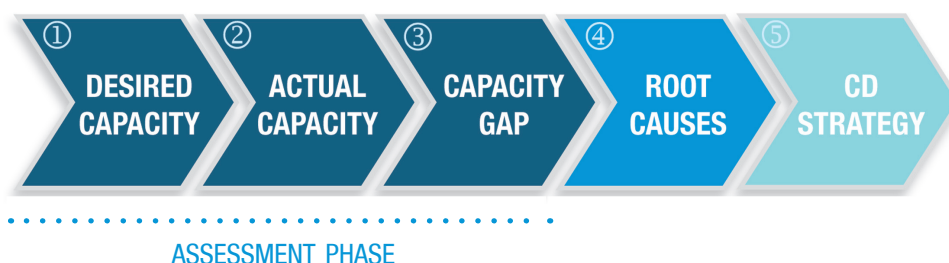 ①
DESIRED
CAPACITY
②
ACTUAL
CAPACITY
③
CAPACITY
GAP
④
ROOT
CAUSES
⑤
CD
STRATEGY
ASSESSMENT PHASE